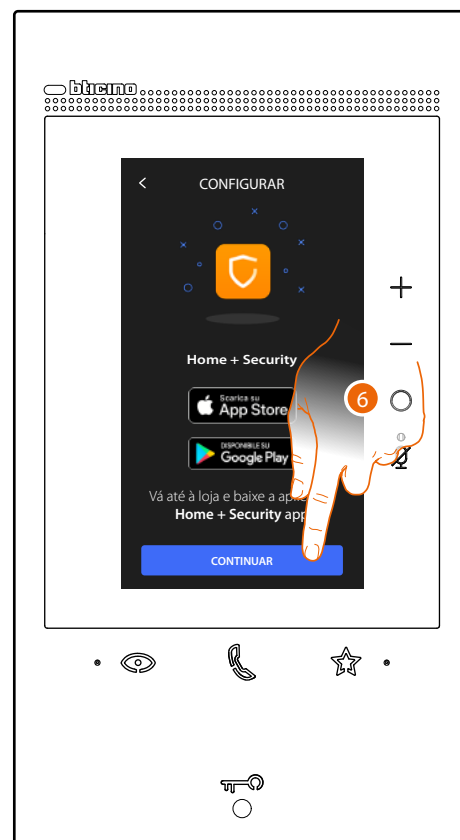 bticino
CONFIGURAR
Home + Security
Scarica su
App Store
DISPONIBILE SU
Google Play
6
Vá até à loja e baixe a
Home + Security app
CONTINUAR